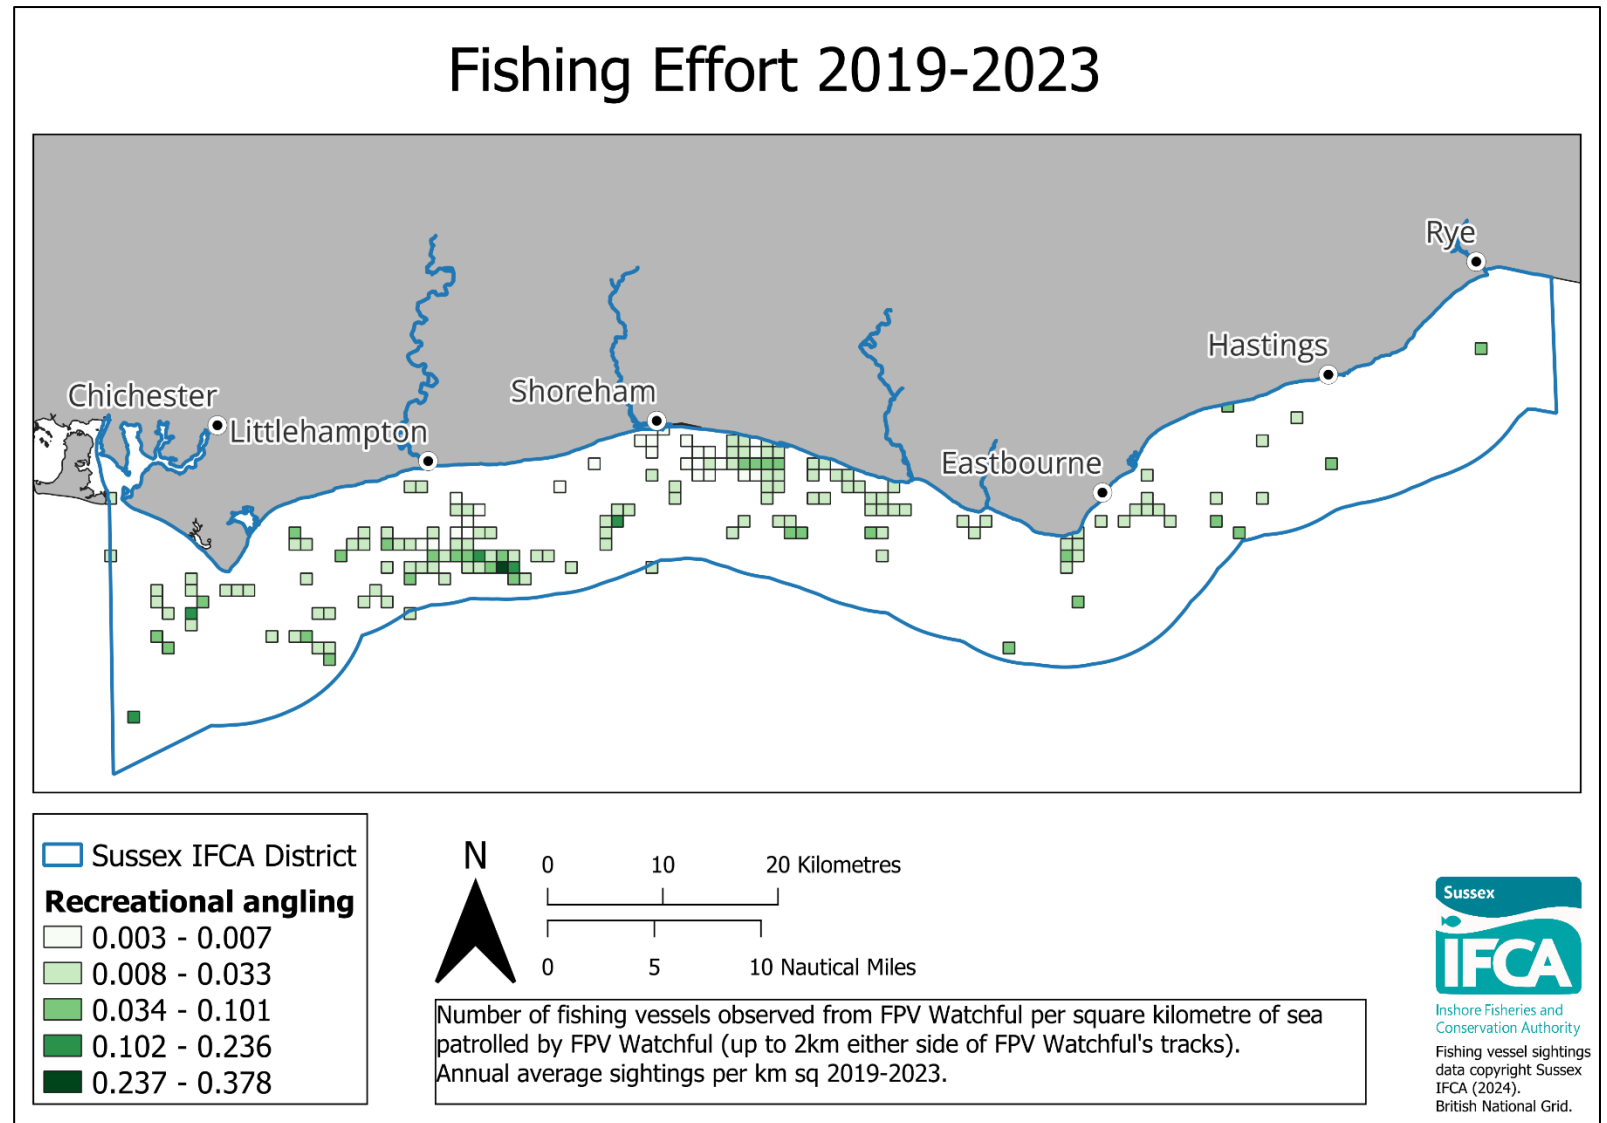 Fishing Effort 2019-2023
Rye
Hastings
Chichester
Shoreham
Littlehampton
Eastbourne
Sussex IFCA District
Recreational angling
0.003 - 0.007
0.008 - 0.033
0.034 - 0.101
0.102 - 0.236
0.237 - 0.378
N
0 10 20 Kilometres
0 5 10 Nautical Miles
Number of fishing vessels observed from FPV Watchful per square kilometre of sea
patrolled by FPV Watchful (up to 2km either side of FPV Watchful's tracks).
Annual average sightings per km sq 2019-2023.
Sussex
IFCA
Inshore Fisheries and
Conservation Authority
Fishing vessel sightings
data copyright Sussex
IFCA (2024).
British National Grid.